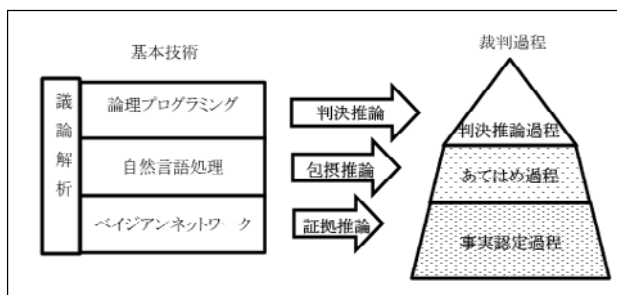 基本技術
裁判過程
議論解析
論理プログラミング
自然言語処理
ベイジアンネットワーク
判決推論
包摂推論
証拠推論
判決推論過程
あてはめ過程
事実認定過程